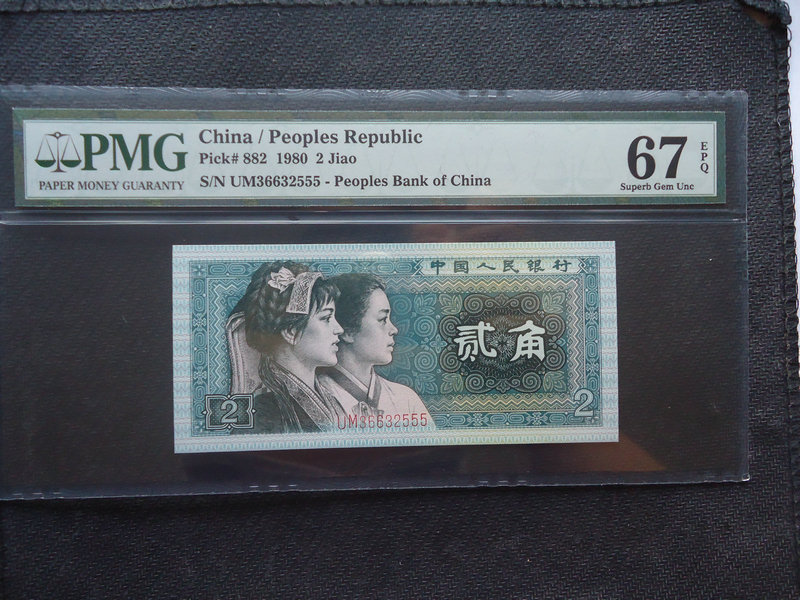 PMG
PAPER MONEY GUARANTY
China / Peoples Republic
Pick# 882 1980 2 Jiao
S/N UM36632555 - Peoples Bank of China
67
EPQ
Superb Gem Unc
中国人民银行
贰角
2
UM36632555
2